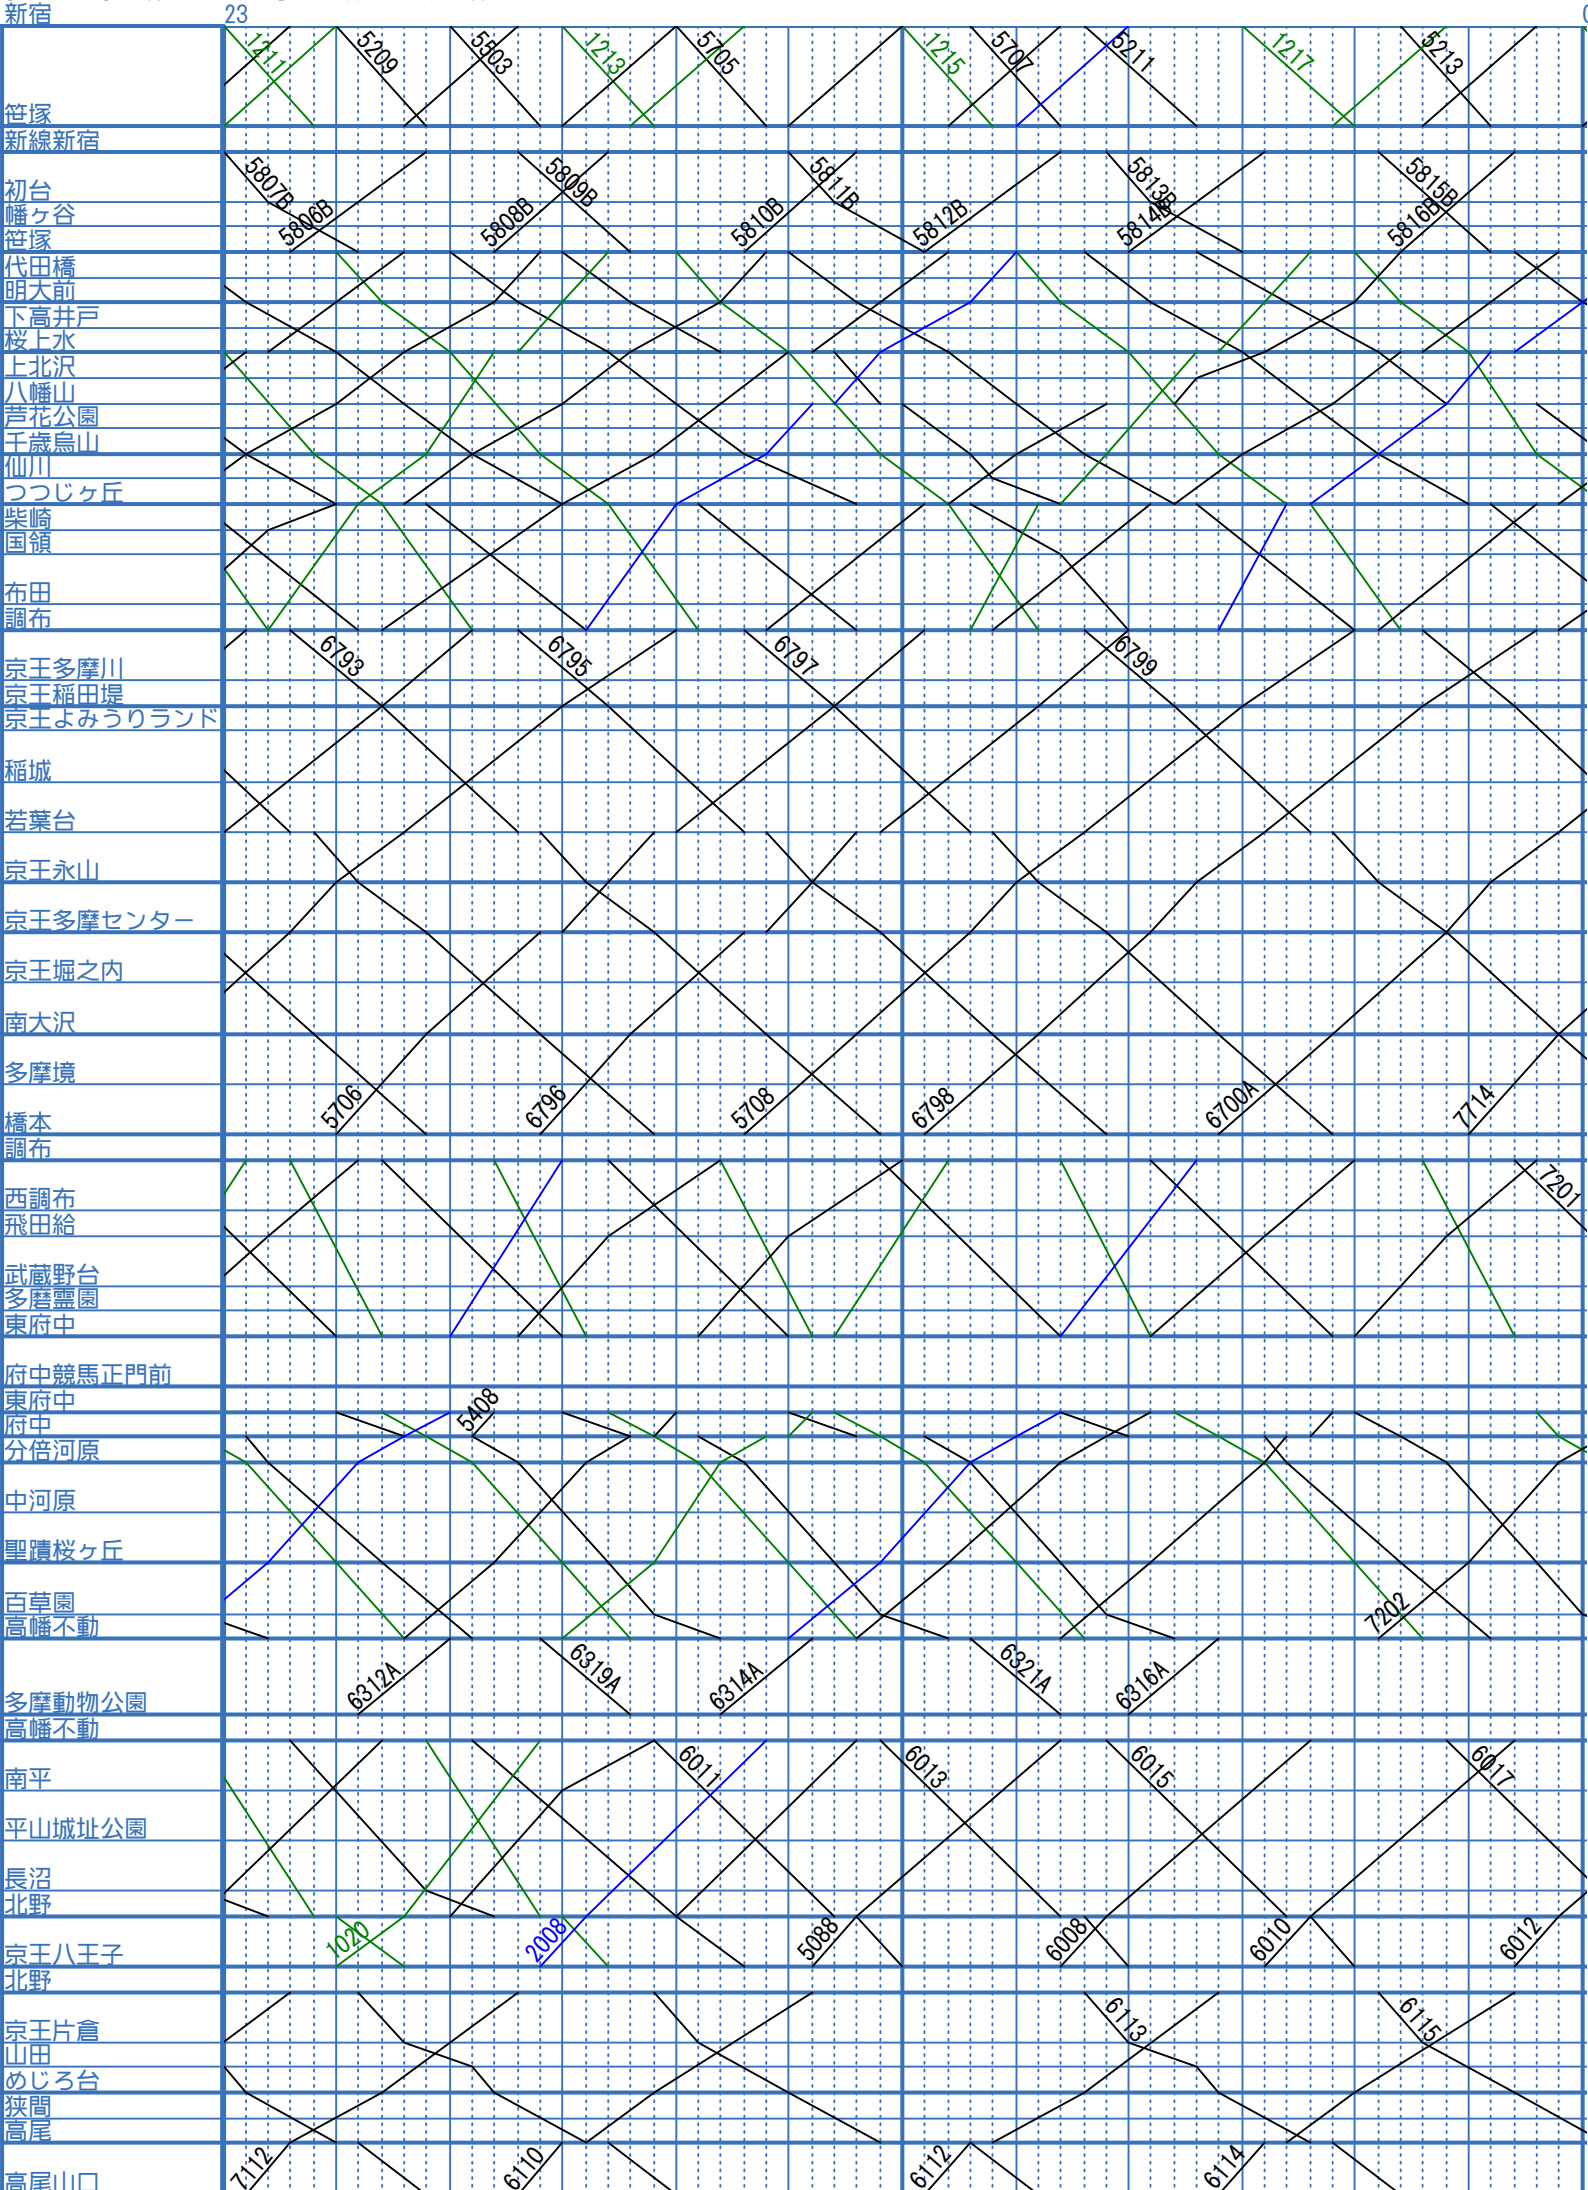 新宿 23
1211 5209 5503 1213 5705 1215 5707 5211 1217 5213
笹塚
新線新宿
5807B 5809B 5811B 5813B 5815B
初台
幡ヶ谷
5806B 5808B 5810B 5812B 5814B 5816B
笹塚
代田橋
明大前
下高井戸
桜上水
上北沢
八幡山
芦花公園
千歳烏山
仙川
つつじヶ丘
柴崎
国領
布田
調布
6793 6795 6797 6799
京王多摩川
京王稲田堤
京王よみうりランド
稲城
若葉台
京王永山
京王多摩センター
京王堀之内
南大沢
多摩境
5706 6796 5708 6798 6700A 7714
橋本
調布
7201
西調布
飛田給
武蔵野台
多磨霊園
東府中
府中競馬正門前
東府中
5408
府中
分倍河原
中河原
聖蹟桜ヶ丘
百草園
7202
高幡不動
6312A 6319A 6314A 6321A 6316A
多摩動物公園
高幡不動
6011 6013 6015 6017
南平
平山城址公園
長沼
北野
1020 2008 5088 6008 6010 6012
京王八王子
北野
6113 6115
京王片倉
山田
めじろ台
狭間
高尾
7112 6110 6112 6114
高尾山口